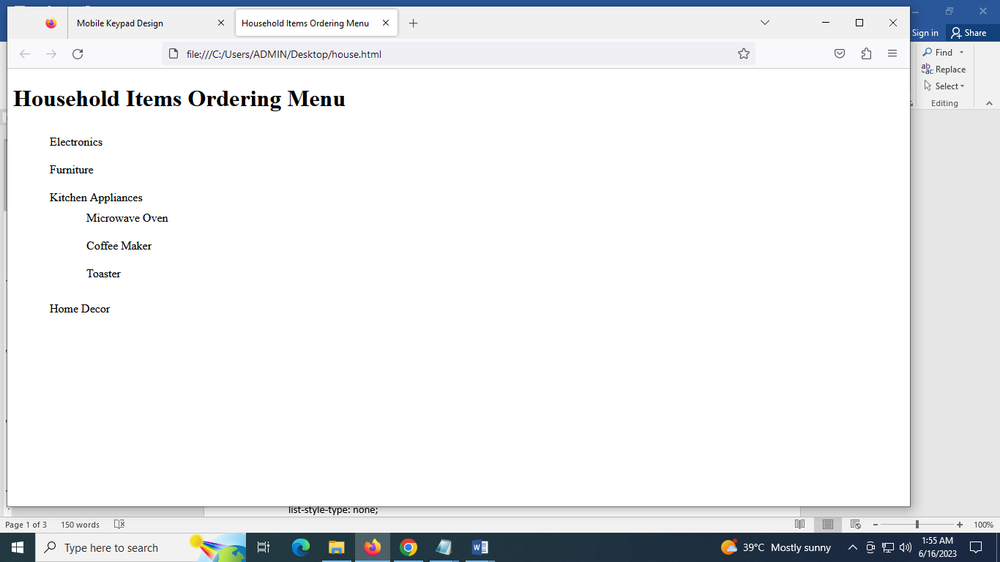 Mobile Keypad Design
Household Items Ordering Menu
Sign in
Share
file:///C:/Users/ADMIN/Desktop/house.html
Find
Replace
Select
Editing
Household Items Ordering Menu
Electronics
Furniture
Kitchen Appliances
Microwave Oven
Coffee Maker
Toaster
Home Decor
list-style-type: none;
Page 1 of 3 150 words
100%
Type here to search
39°C Mostly sunny
1:55 AM
6/16/2023